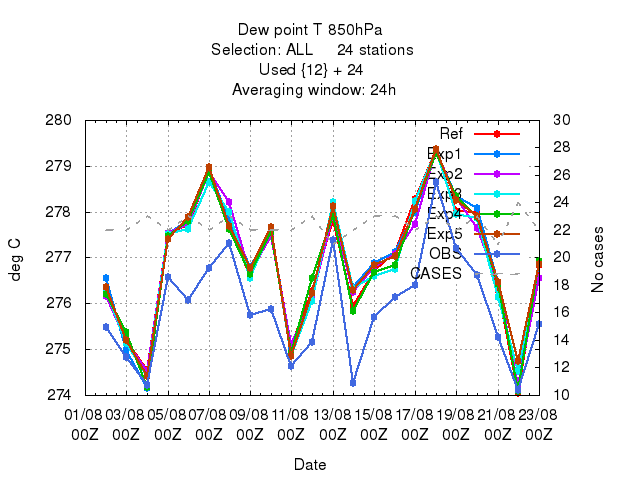 Dew point T 850hPa
Selection: ALL 24 stations
Used {12} + 24
Averaging window: 24h
280 30
Ref
28
Exp1
279
Exp2 26
Exp3 24
278
Exp4 22
Exp5
277 OBS 20
CASES
18
276
16
275 14
12
274 10
deg C
No cases
01/08 03/08 05/08 07/08 09/08 11/08 13/08 15/08 17/08 19/08 21/08 23/08
00Z 00Z 00Z 00Z 00Z 00Z 00Z 00Z 00Z 00Z 00Z 00Z
Date